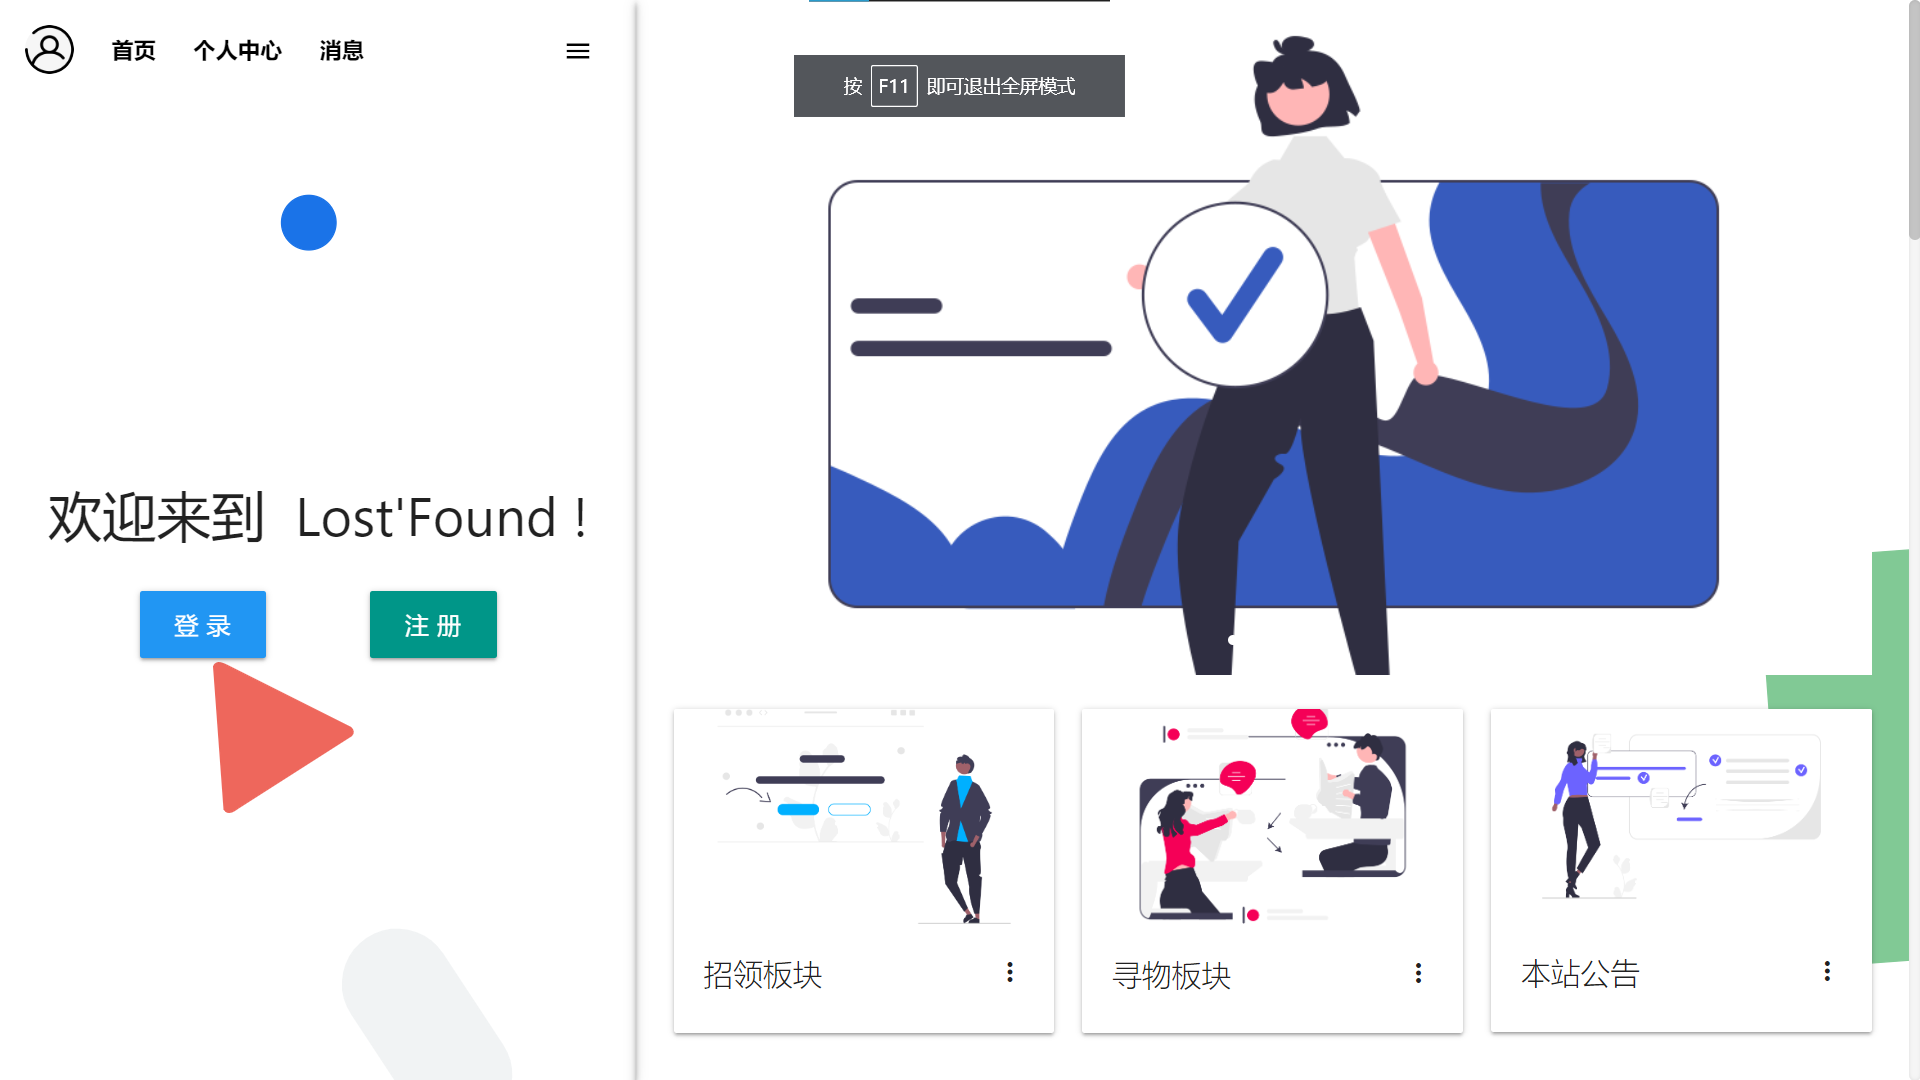 首页 个人中心 消息
按 F11 即可退出全屏模式
欢迎来到 Lost'Found !
登 录 注 册
招领板块
寻物板块
本站公告